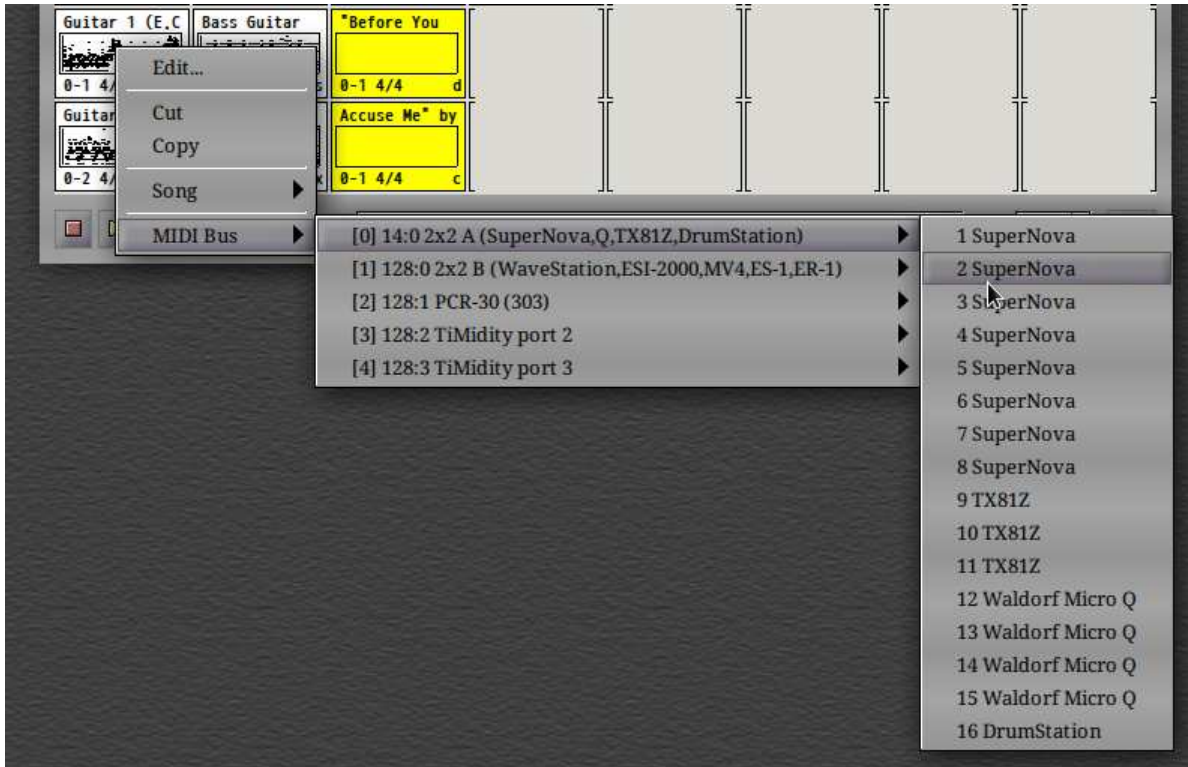 Guitar 1 (E.C
Bass Guitar
"Before You
0-1 4/
s
0-1 4/4 d
Guitar
Accuse Me" by
0-2 4/
x
0-1 4/4 c
Edit...
Cut
Copy
Song
MIDI Bus
[0] 14:0 2x2 A (SuperNova,Q,TX81Z,DrumStation)
[1] 128:0 2x2 B (WaveStation,ESI-2000,MV4,ES-1,ER-1)
[2] 128:1 PCR-30 (303)
[3] 128:2 TiMidity port 2
[4] 128:3 TiMidity port 3
1 SuperNova
2 SuperNova
3 SuperNova
4 SuperNova
5 SuperNova
6 SuperNova
7 SuperNova
8 SuperNova
9 TX81Z
10 TX81Z
11 TX81Z
12 Waldorf Micro Q
13 Waldorf Micro Q
14 Waldorf Micro Q
15 Waldorf Micro Q
16 DrumStation